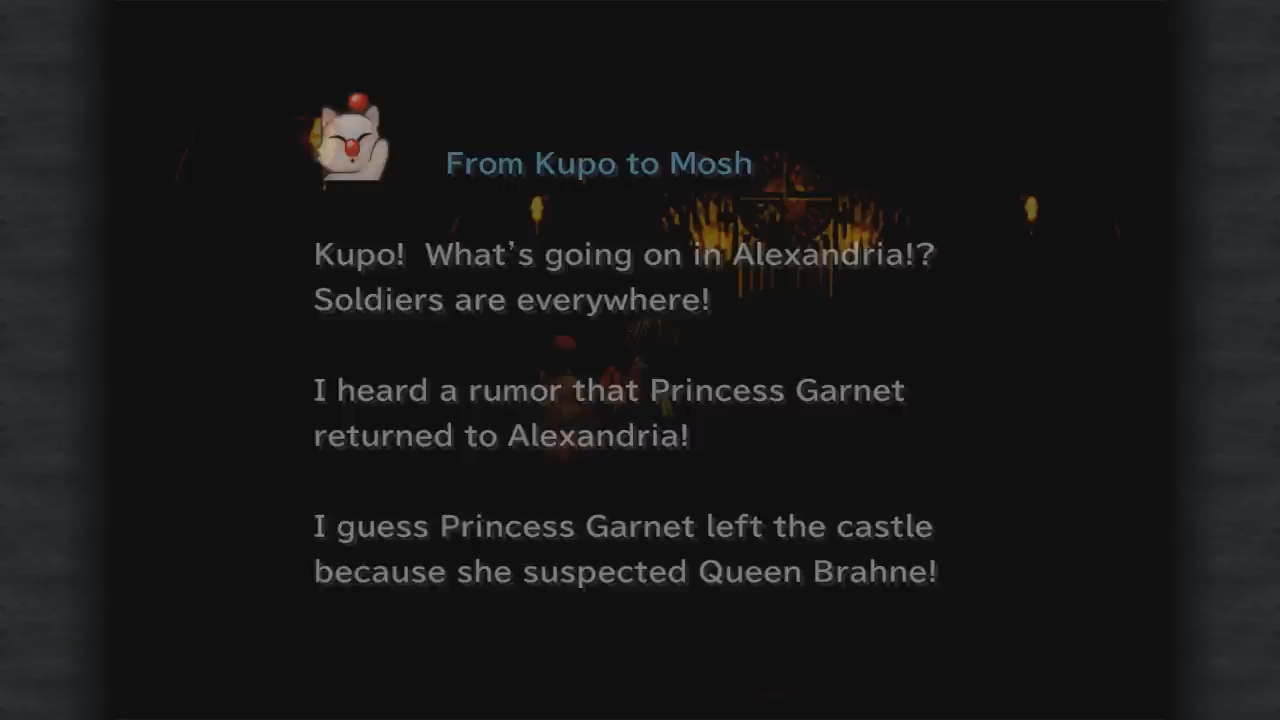 From Kupo to Mosh
Kupo!  What's going on in Alexandria!?
Soldiers are everywhere!
I heard a rumor that Princess Garnet
returned to Alexandria!
I guess Princess Garnet left the castle
because she suspected Queen Brahne!